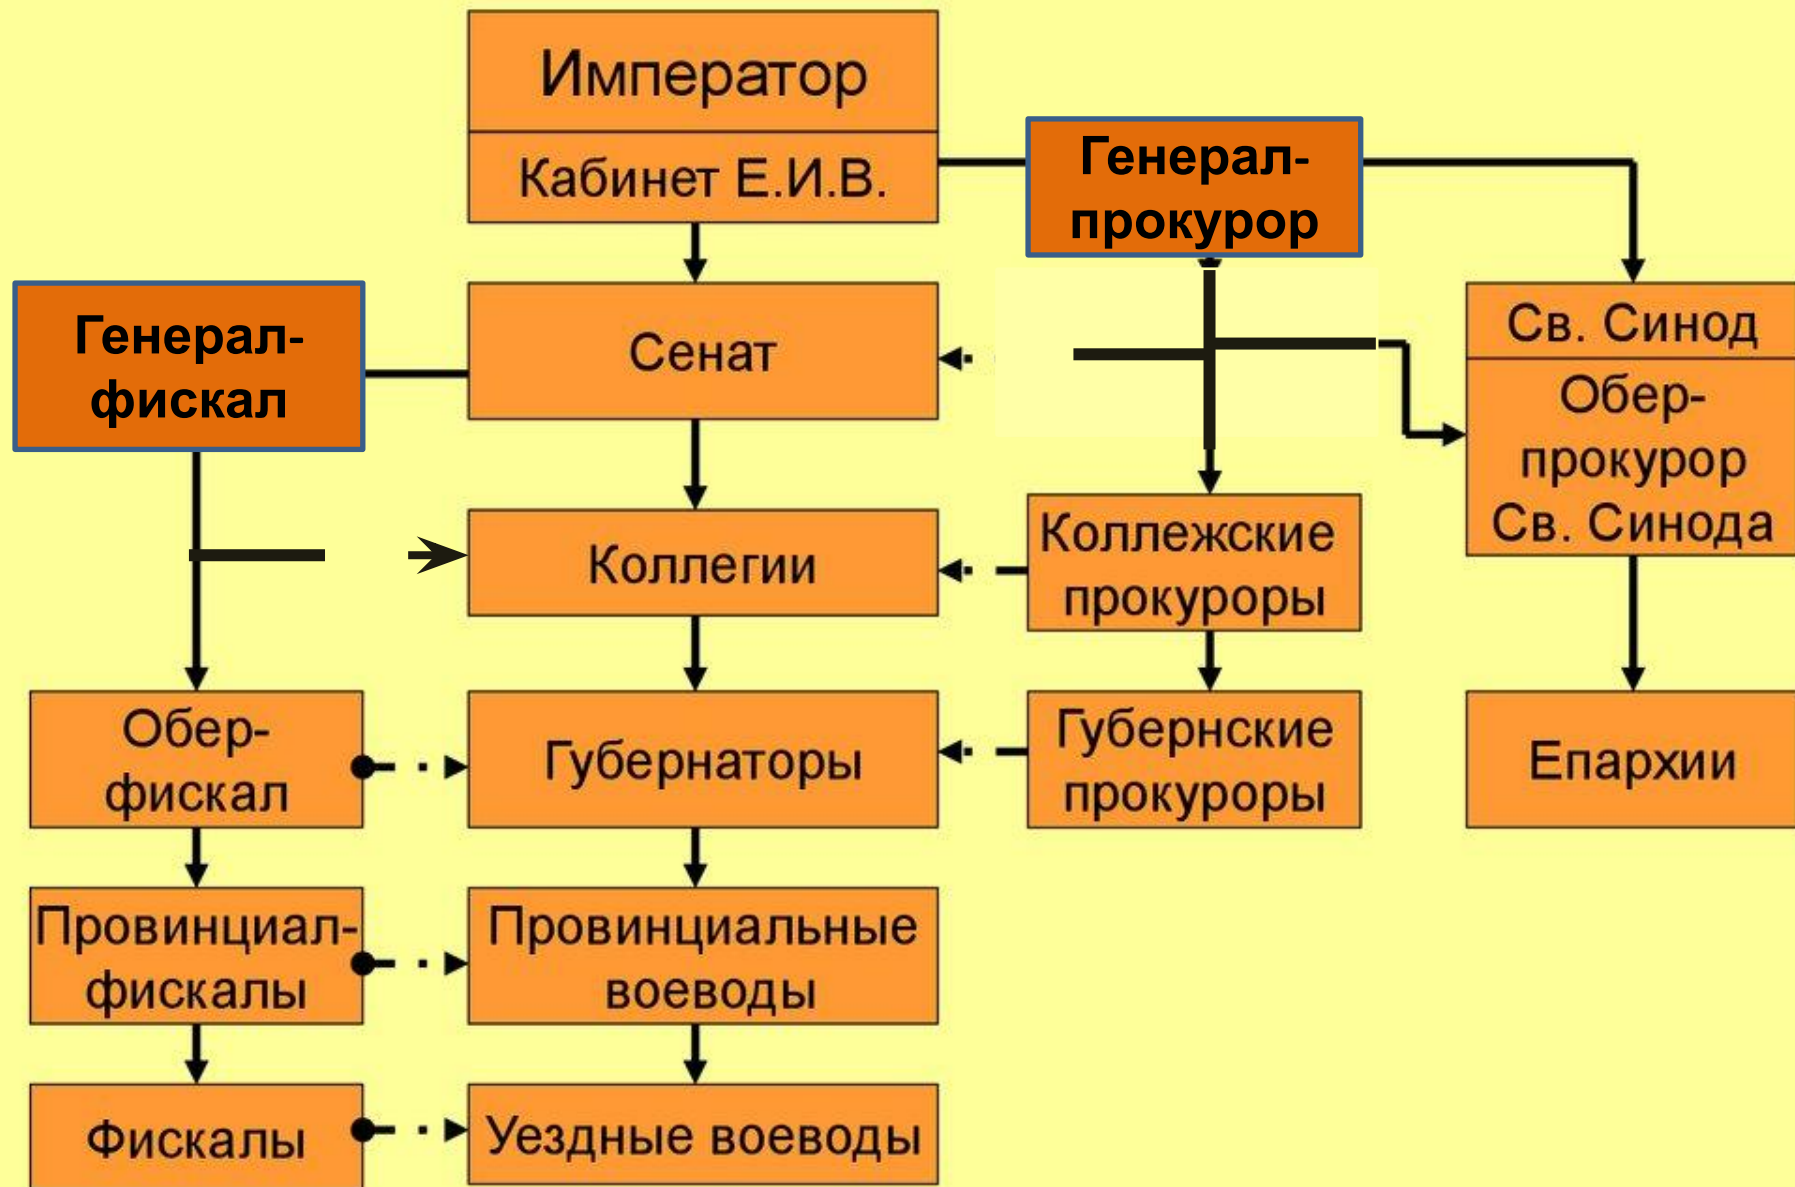 Император
Кабинет Е.И.В.
Генерал-
прокурор
Генерал-
фискал
Сенат
Св. Синод
Обер-
прокурор
Св. Синода
Коллегии
Коллежские
прокуроры
Обер-
фискал
Губернаторы
Губернские
прокуроры
Епархии
Провинциал-
фискалы
Провинциальные
воеводы
Фискалы
Уездные воеводы